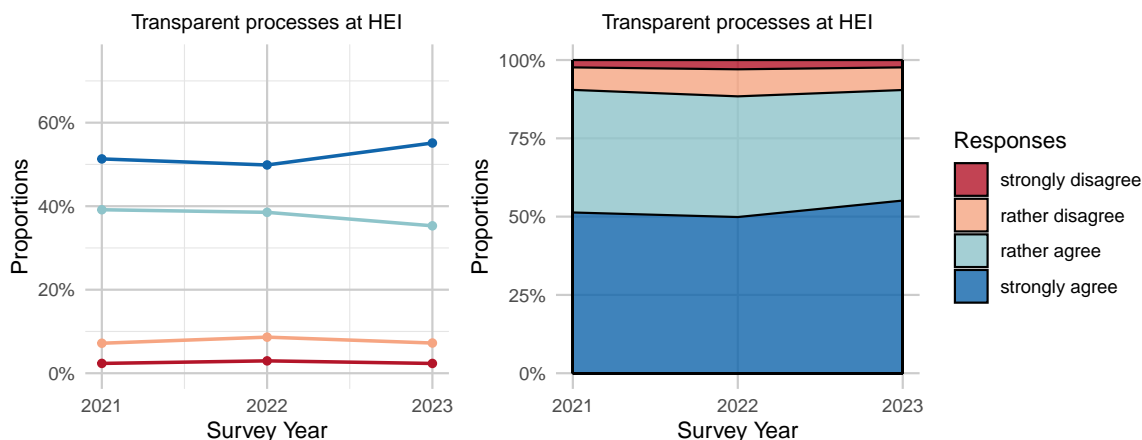 Transparent processes at HEI
60%
40%
20%
0%
Proportions
2021
2022
2023
Survey Year
Transparent processes at HEI
100%
75%
50%
25%
0%
Proportions
2021
2022
2023
Survey Year
Responses
strongly disagree
rather disagree
rather agree
strongly agree